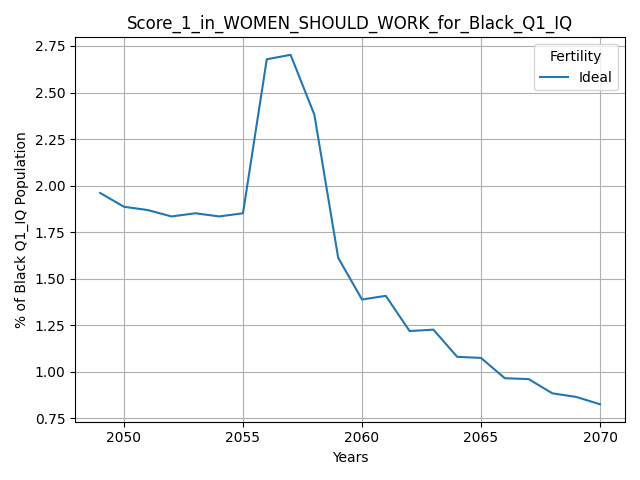 Score_1_in_WOMEN_SHOULD_WORK_for_Black_Q1_IQ
Fertility
Ideal
% of Black Q1_IQ Population
2.75
2.50
2.25
2.00
1.75
1.50
1.25
1.00
0.75
2050 2055 2060 2065 2070
Years